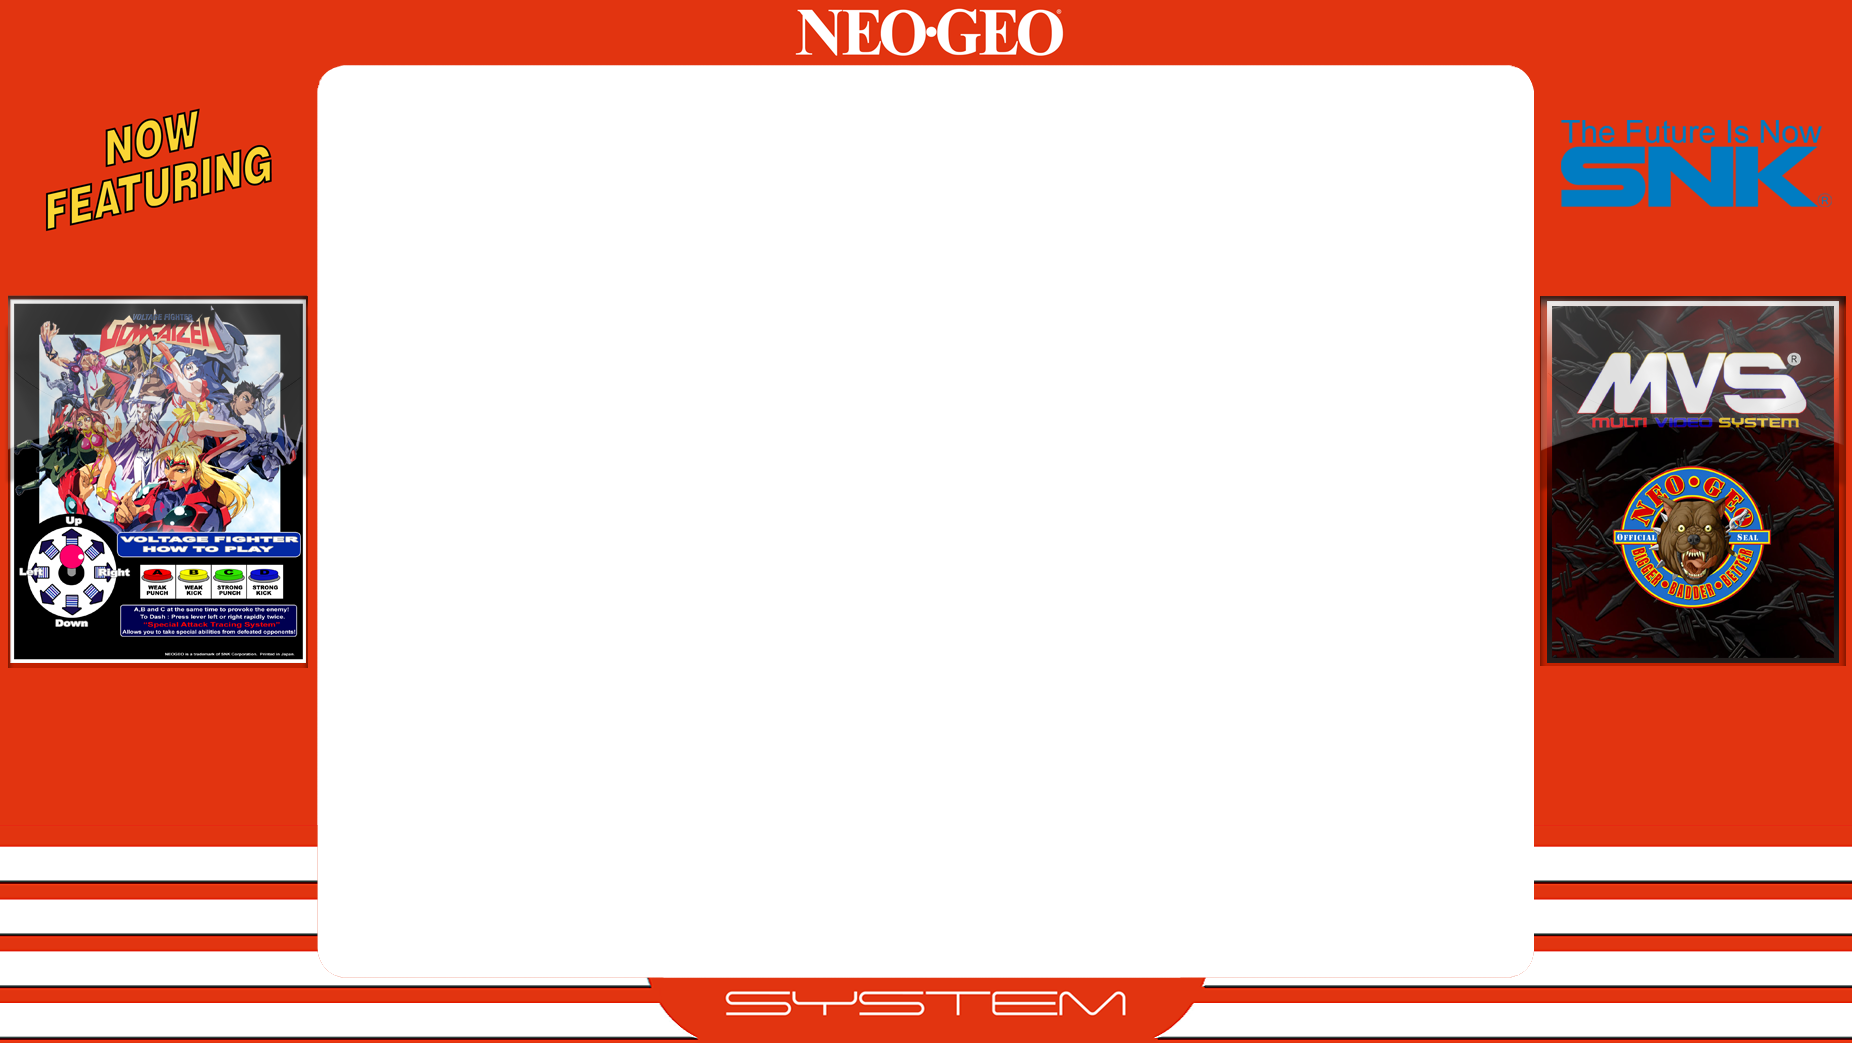 NEO•GEO®
NOW
FEATURING
The Future Is Now
SNK®
VOLTAGE FIGHTER
GOWCAIZER
Up
Left
Right
Down
VOLTAGE FIGHTER
HOW TO PLAY
A B C D
WEAK PUNCH
WEAK KICK
STRONG PUNCH
STRONG KICK
A,B and C at the same time to provoke the enemy!
To Dash : Press lever left or right rapidly twice.
"Special Attack Tracing System"
Allows you to take special abilities from defeated opponents!
NEOGEO is a trademark of SNK Corporation. Printed in Japan.
MVS®
MULTI VIDEO SYSTEM
NEO•GEO
OFFICIAL SEAL
BIGGER•BADDER•BETTER
SYSTEM